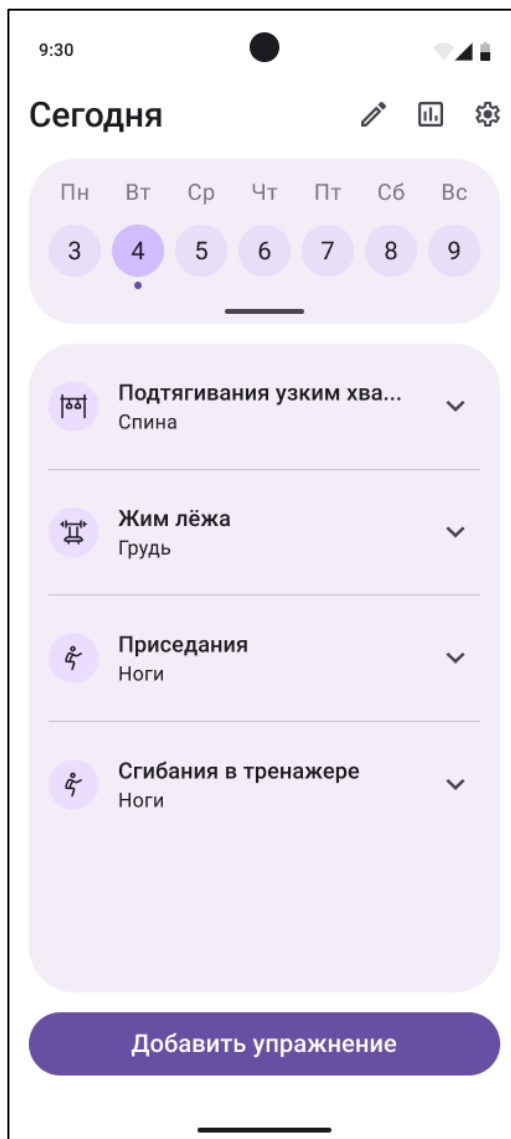 9:30
Сегодня
Пн Вт Ср Чт Пт Сб Вс
3 4 5 6 7 8 9
Подтягивания узким хва...
Спина
Жим лёжа
Грудь
Приседания
Ноги
Сгибания в тренажере
Ноги
Добавить упражнение